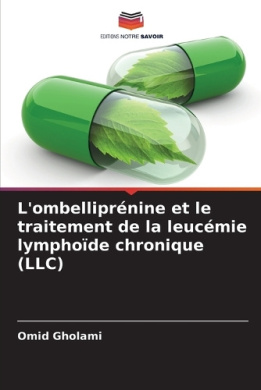 EDITIONS NOTRE SAVOIR
L'ombelliprénine et le
traitement de la leucémie
lymphoïde chronique
(LLC)
Omid Gholami